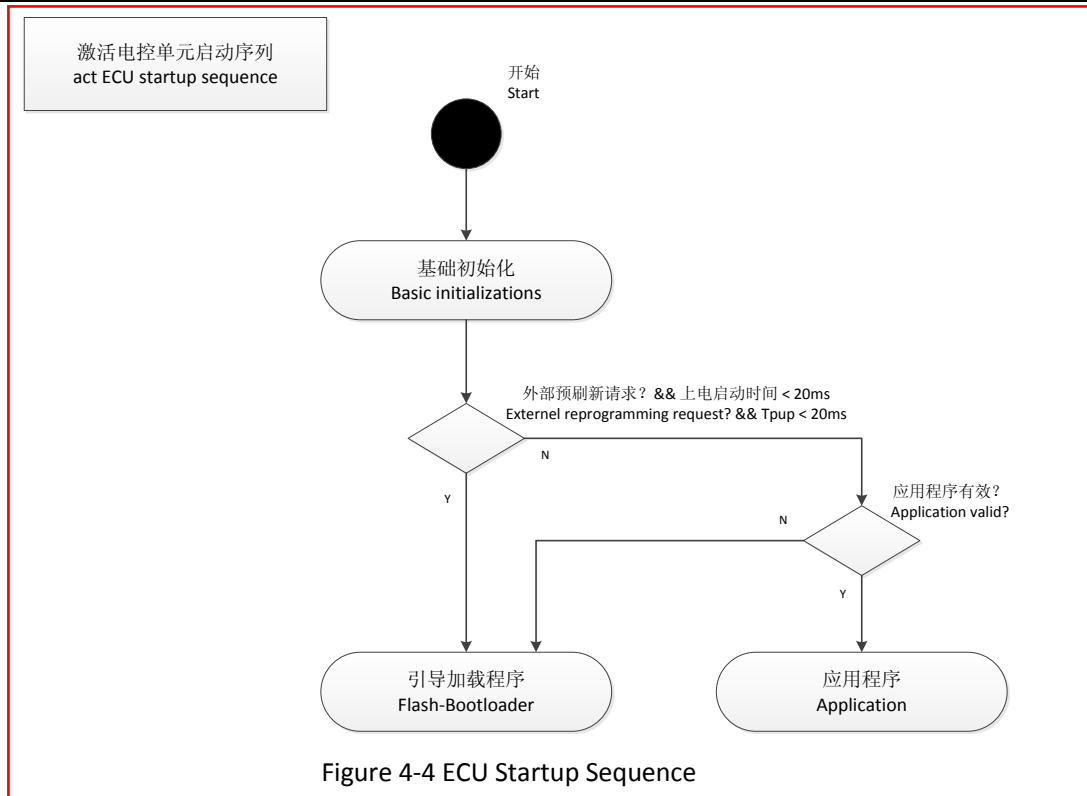 激活电控单元启动序列
act ECU startup sequence
开始
Start
基础初始化
Basic initializations
外部预刷新请求？&& 上电启动时间 < 20ms
Externel reprogramming request? && Tpup < 20ms
N
Y
应用程序有效？
Application valid?
N
Y
引导加载程序
Flash-Bootloader
应用程序
Application
Figure 4-4 ECU Startup Sequence